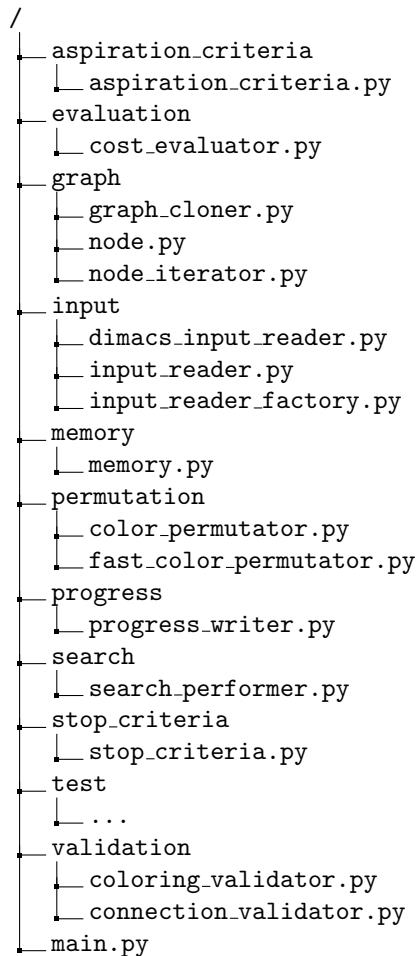 /
aspiration_criteria
aspiration_criteria.py
evaluation
cost_evaluator.py
graph
graph_cloner.py
node.py
node_iterator.py
input
dimacs_input_reader.py
input_reader.py
input_reader_factory.py
memory
memory.py
permutation
color_permutator.py
fast_color_permutator.py
progress
progress_writer.py
search
search_performer.py
stop_criteria
stop_criteria.py
test
...
validation
coloring_validator.py
connection_validator.py
main.py